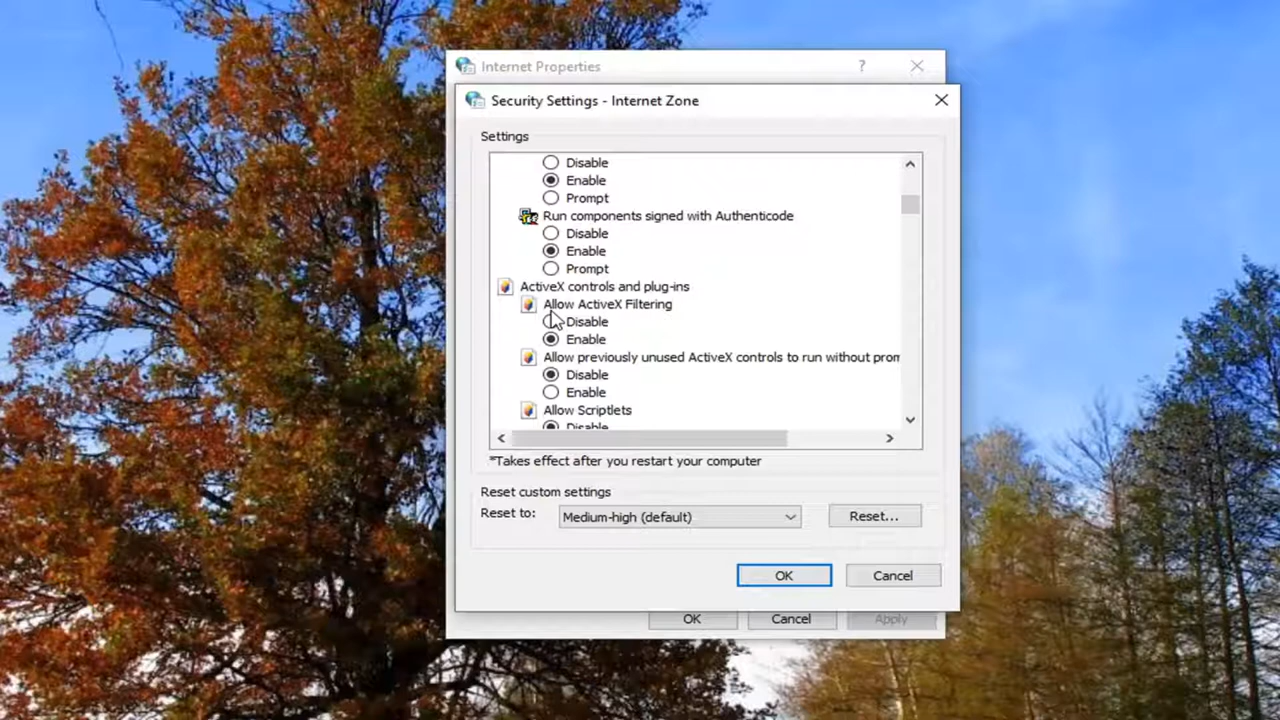 Internet Properties
?
Security Settings - Internet Zone
Settings
Disable
Enable
Prompt
Run components signed with Authenticode
Disable
Enable
Prompt
ActiveX controls and plug-ins
Allow ActiveX Filtering
Disable
Enable
Allow previously unused ActiveX controls to run without
Disable
Enable
Allow Scriptlets
Disable
*Takes effect after you restart your computer
Reset custom settings
Reset to: Medium-high (default) Reset...
OK Cancel
OK Cancel Apply